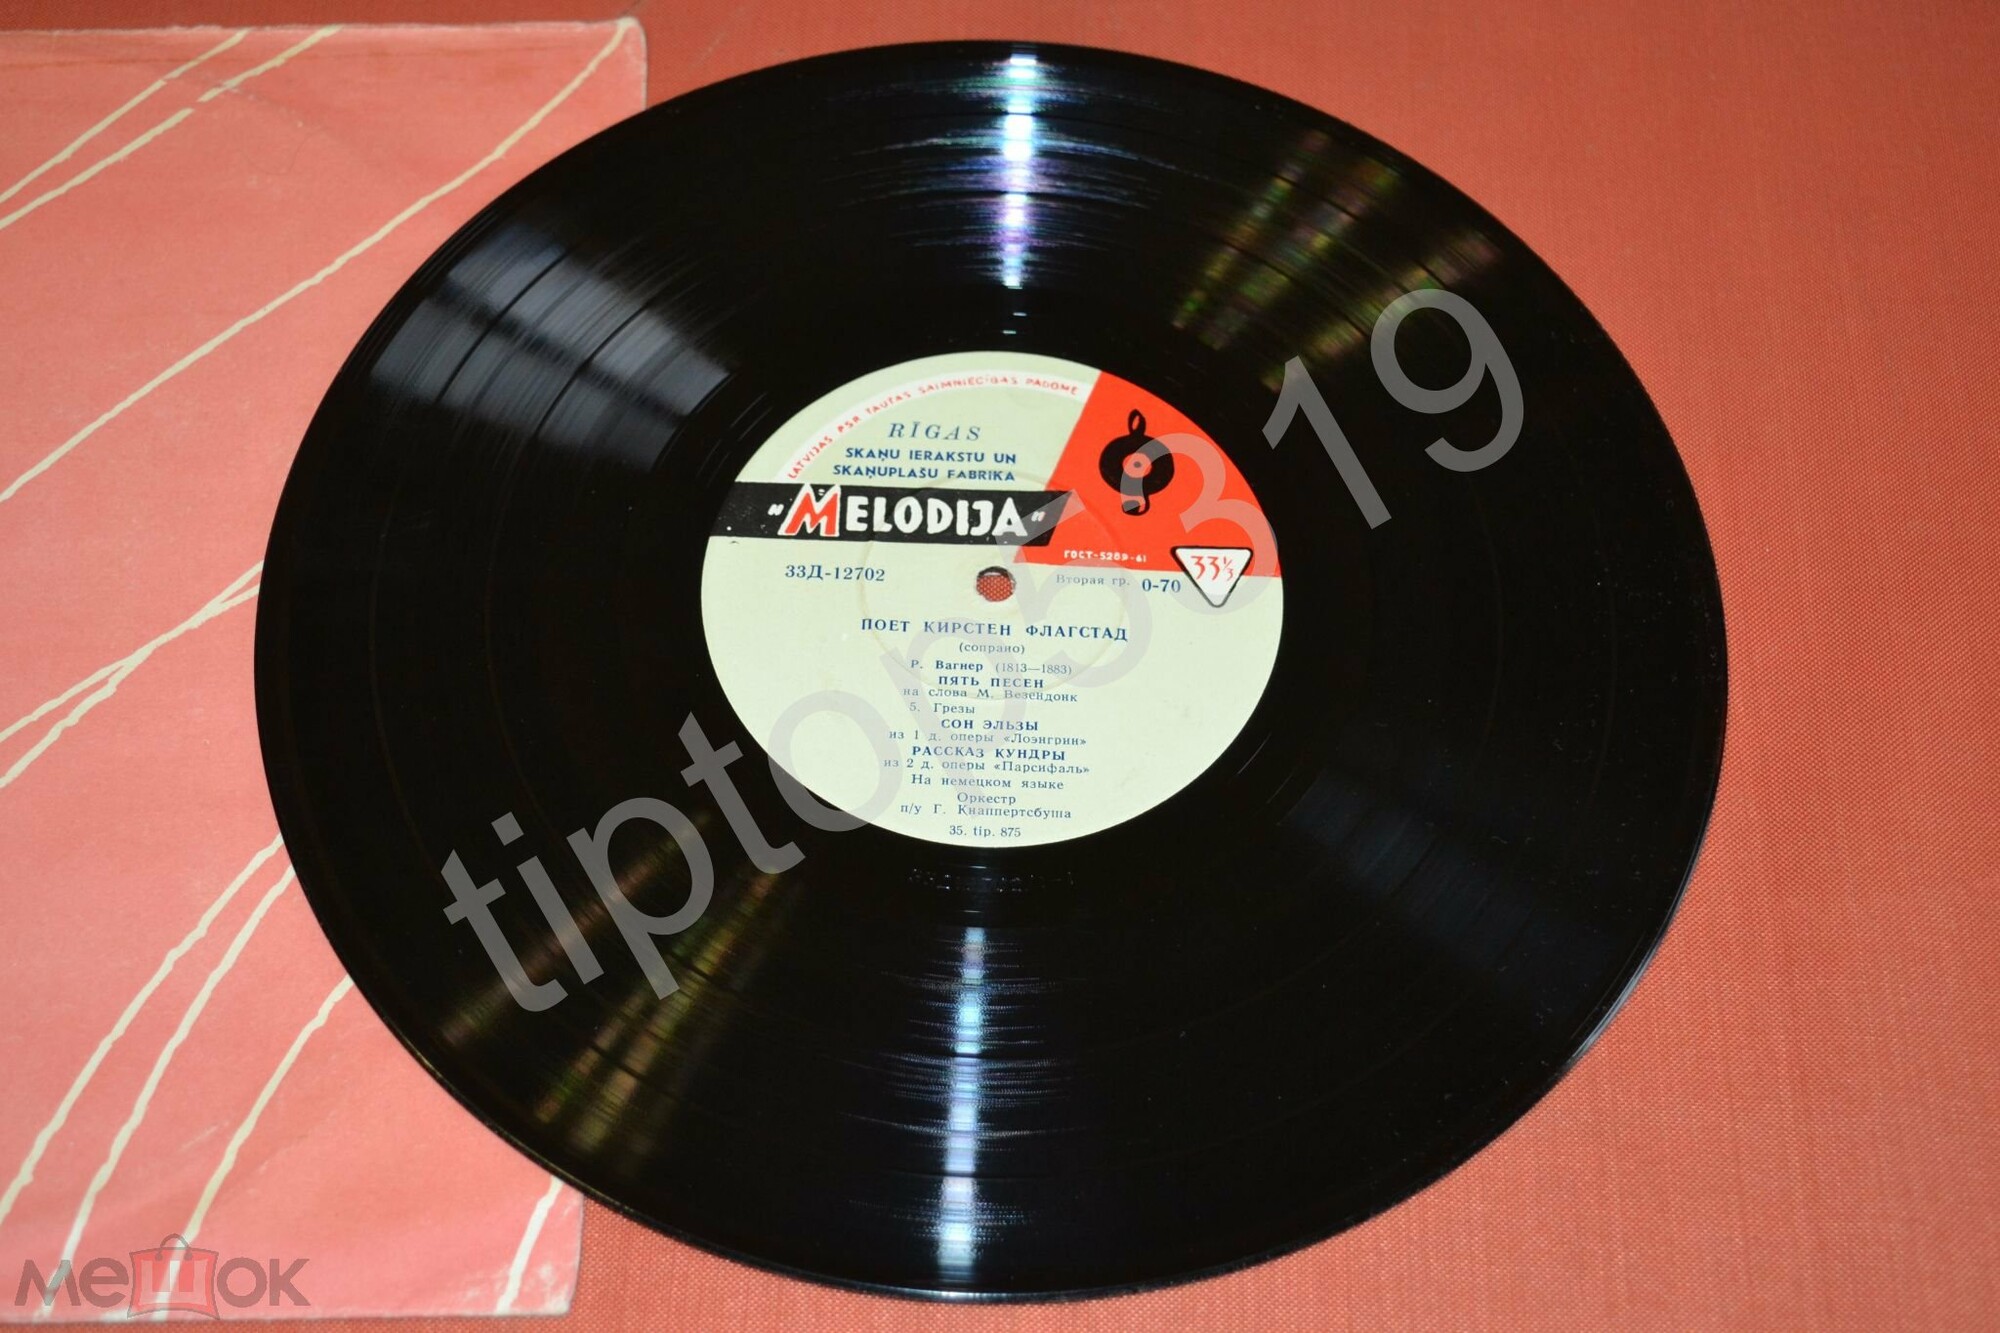 LATVIJAS PSR TAUTAS SAIMNIECĪBAS PADOME
RĪGAS
SKAŅU IERAKSTU UN
SKAŅUPLAŠU FABRIKA
"MELODIJA"
ГОСТ-5289-61
33Д-12702
Вторая гр. 0-70
33⅓
ПОЕТ КИРСТЕН ФЛАГСТАД
(сопрано)
Р. Вагнер (1813—1883)
ПЯТЬ ПЕСЕН
на слова М. Везендонк
5. Грезы
СОН ЭЛЬЗЫ
из 1 д. оперы «Лоэнгрин»
РАССКАЗ КУНДРЫ
из 2 д. оперы «Парсифаль»
На немецком языке
Оркестр
п/у Г. Кнаппертсбуша
35. tip. 875
tiptop5319
мешок